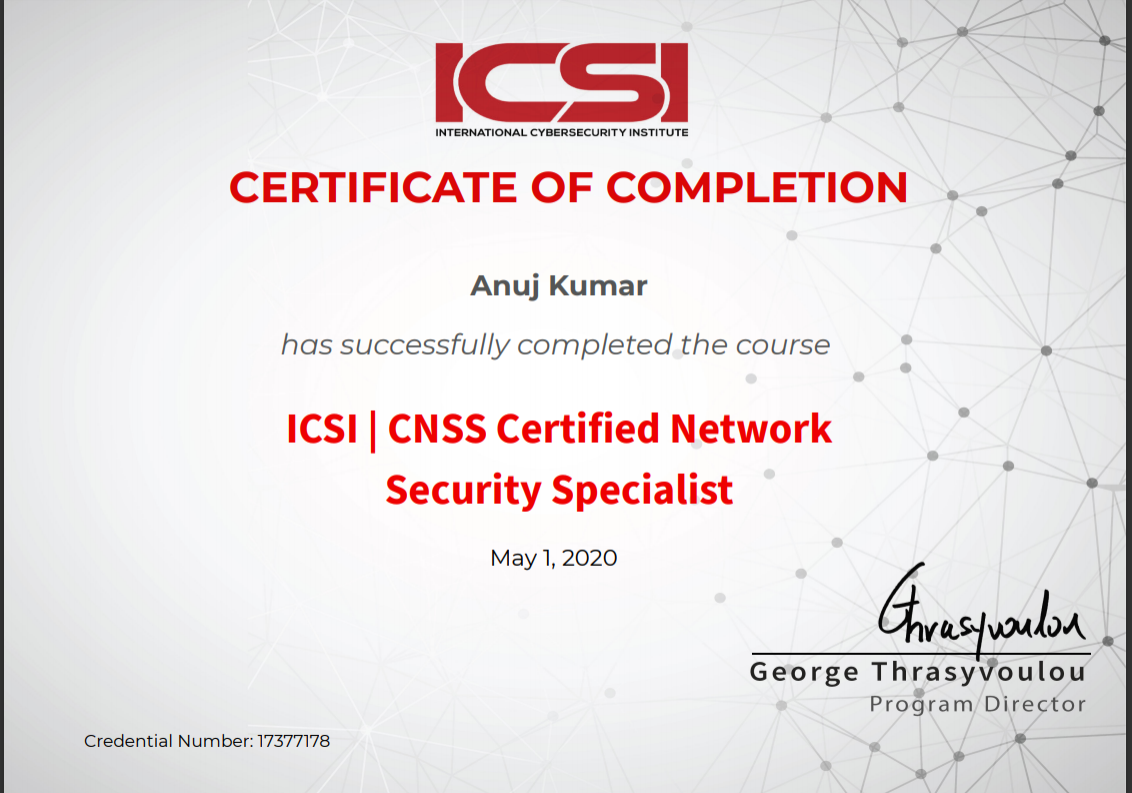 ICSI
INTERNATIONAL CYBERSECURITY INSTITUTE
CERTIFICATE OF COMPLETION
Anuj Kumar
has successfully completed the course
ICSI | CNSS Certified Network
Security Specialist
May 1, 2020
Thrasyvoulou
George Thrasyvoulou
Program Director
Credential Number: 17377178